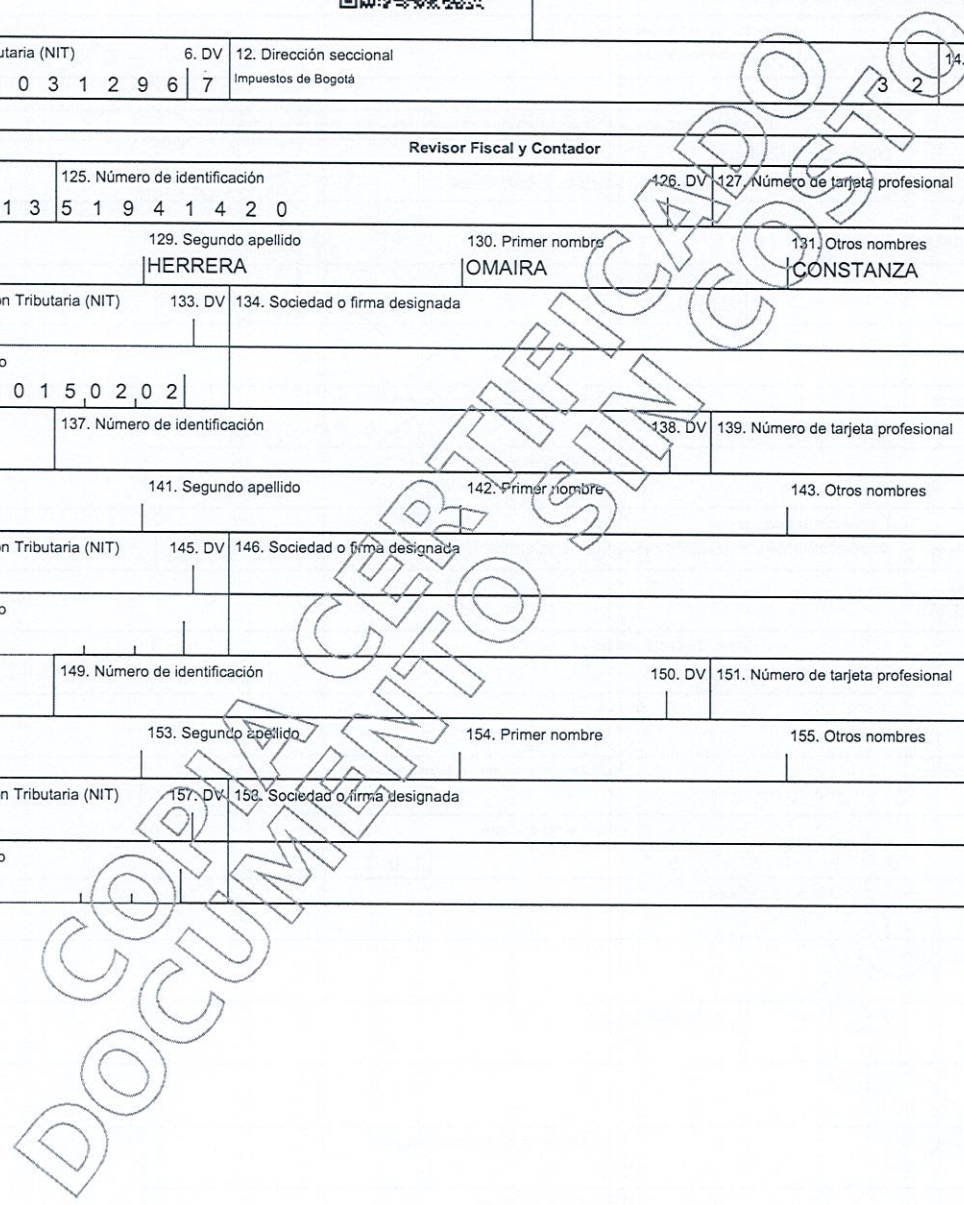 utaria (NIT) 6. DV 12. Dirección seccional 14.
0 3 1 2 9 6 7 Impuestos de Bogotá 3 2
Revisor Fiscal y Contador
125. Número de identificación 126. DV 127. Número de tarjeta profesional
1 3 5 1 9 4 1 4 2 0
129. Segundo apellido 130. Primer nombre 131. Otros nombres
HERRERA OMAIRA CONSTANZA
n Tributaria (NIT) 133. DV 134. Sociedad o firma designada
o
0 1 5 0 2 0 2
137. Número de identificación 138. DV 139. Número de tarjeta profesional
141. Segundo apellido 142. Primer nombre 143. Otros nombres
n Tributaria (NIT) 145. DV 146. Sociedad o firma designada
o
149. Número de identificación 150. DV 151. Número de tarjeta profesional
153. Segundo apellido 154. Primer nombre 155. Otros nombres
n Tributaria (NIT) 157. DV 158. Sociedad o firma designada
o
COPIA CERTIFICADO
DOCUMENTO SIN COSTO